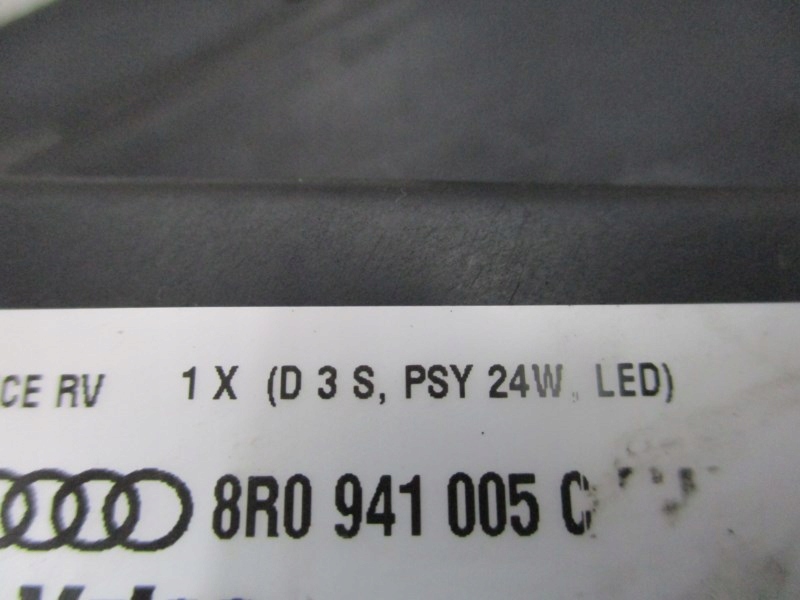 CE RV 1 X (D 3 S, PSY 24W, LED)
8R0 941 005 C